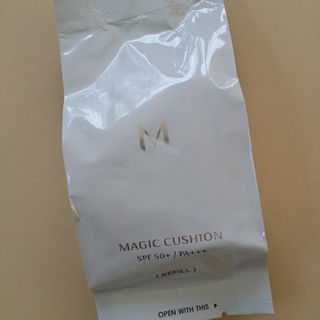 M
MAGIC CUSHION
SPF 50+ / PA+++
( REFILL )
OPEN WITH THIS ▶